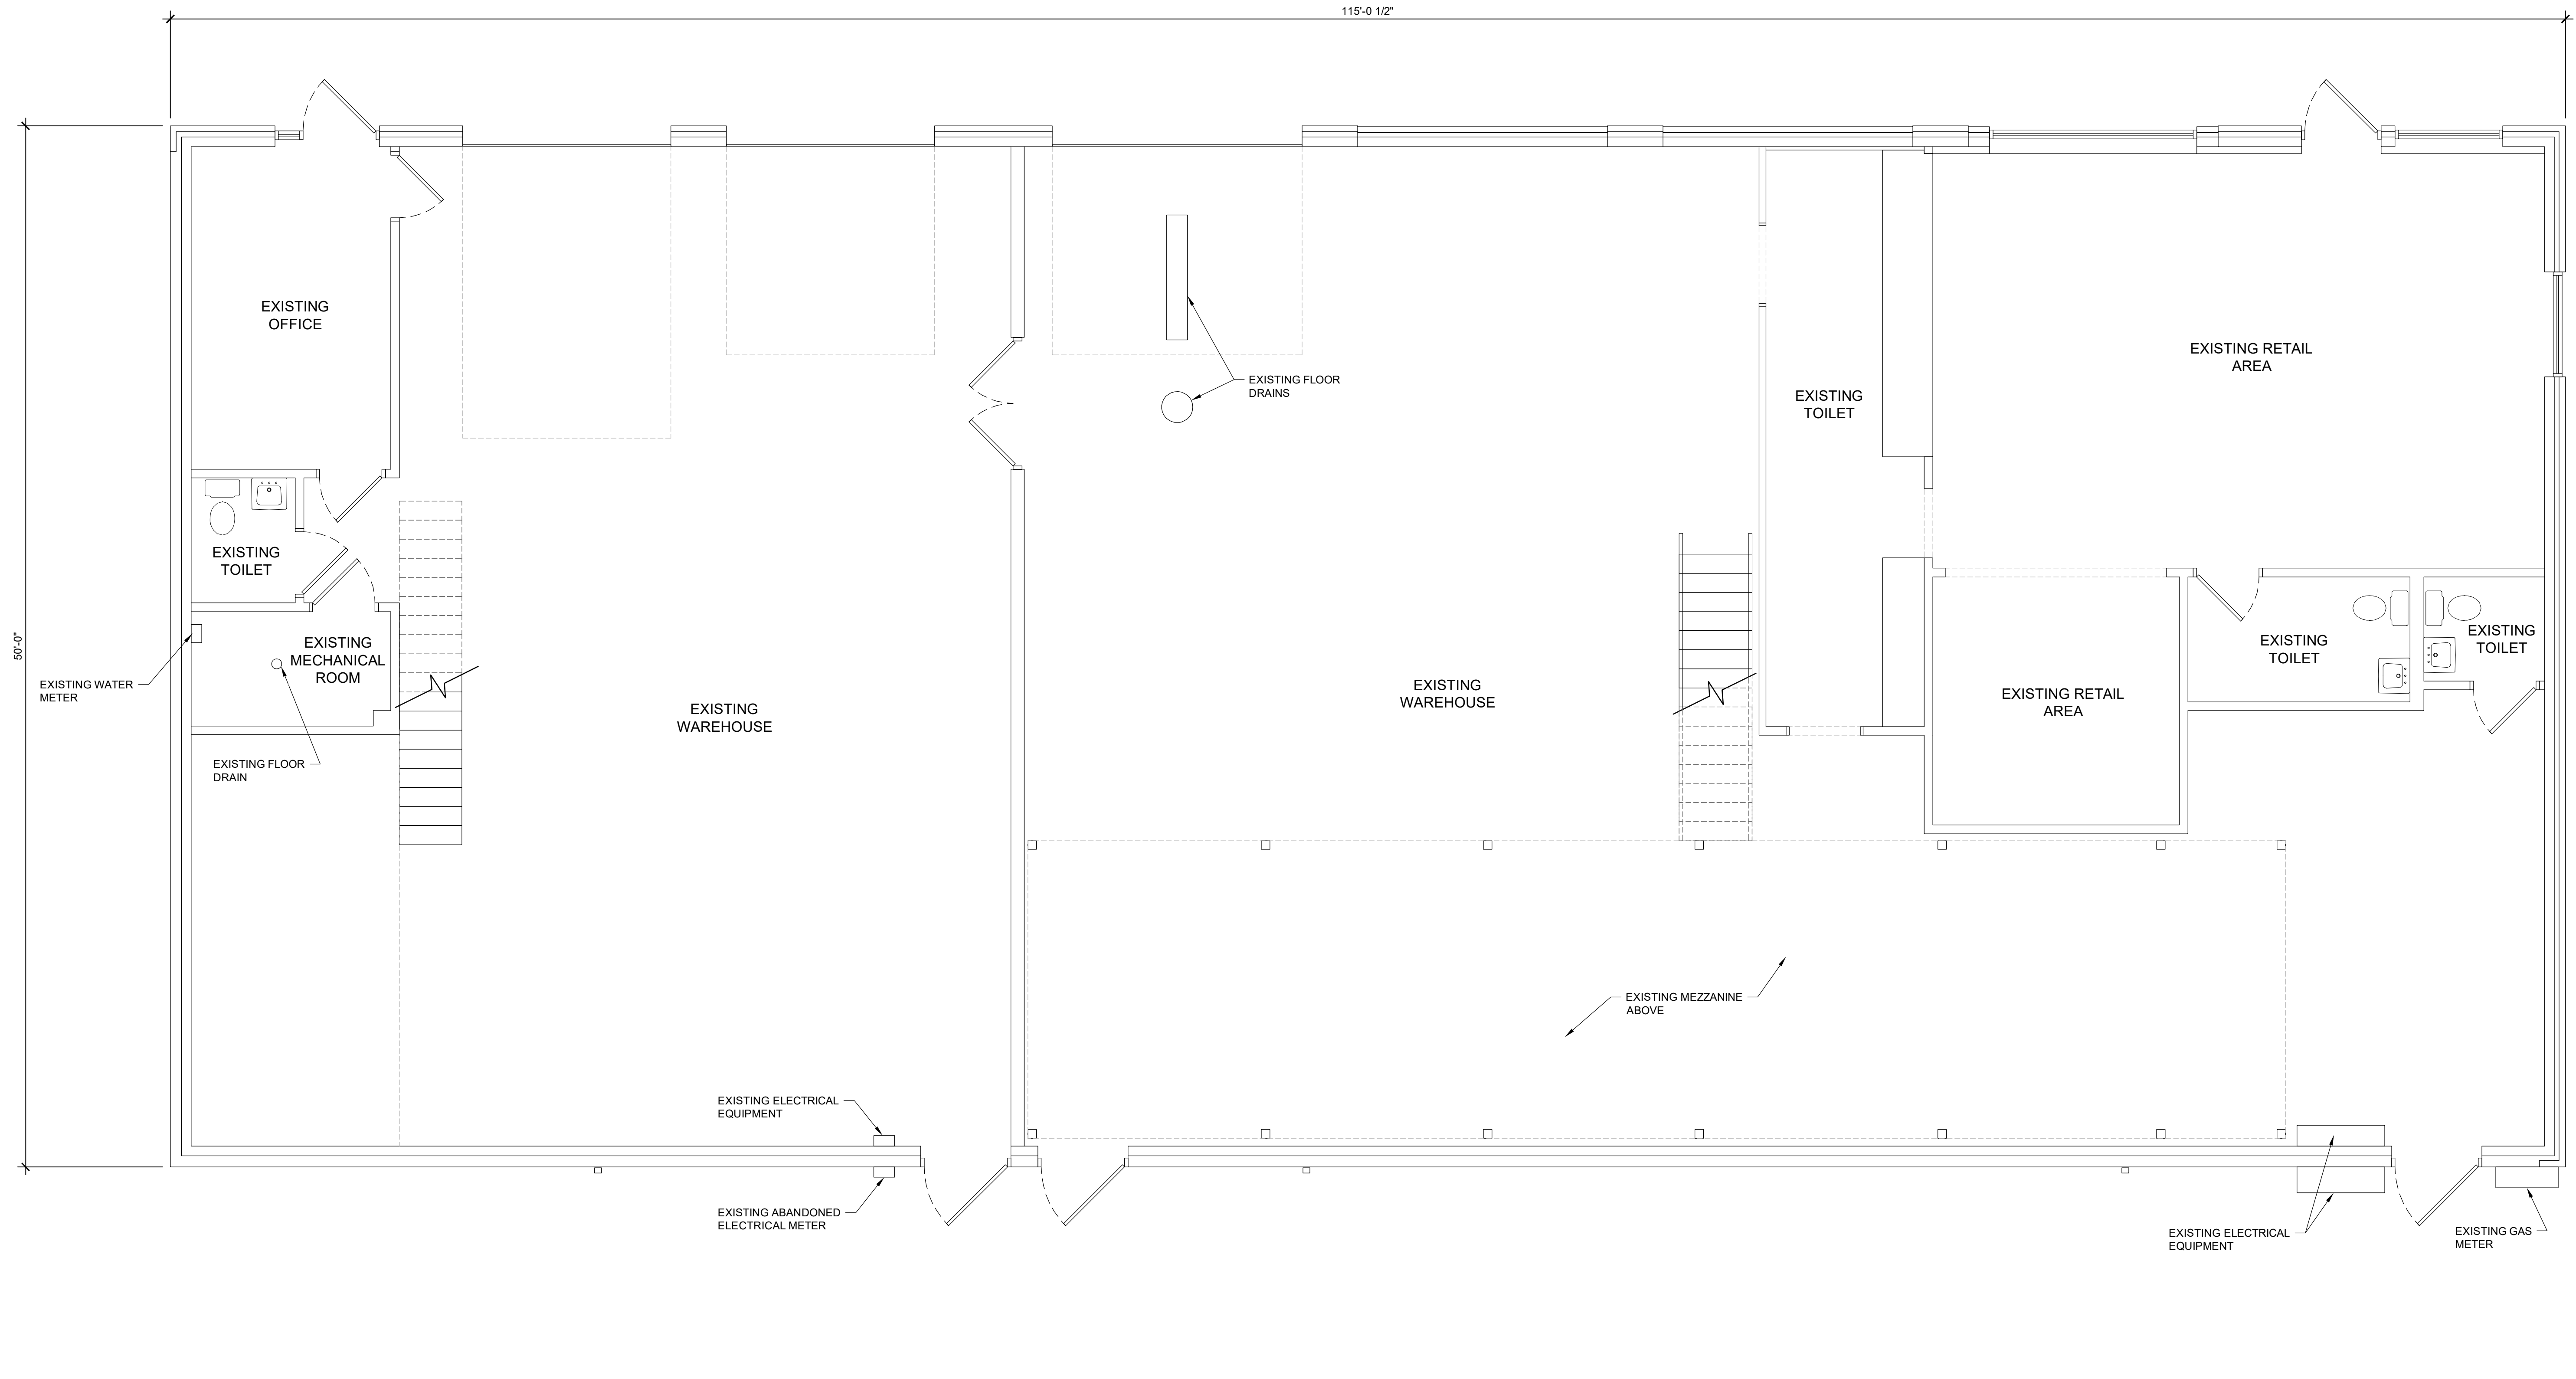 115'-0 1/2"
50'-0"
EXISTING
OFFICE
EXISTING RETAIL
AREA
EXISTING FLOOR
DRAINS
EXISTING
TOILET
EXISTING
TOILET
EXISTING
MECHANICAL
ROOM
EXISTING WATER
METER
EXISTING FLOOR
DRAIN
EXISTING
WAREHOUSE
EXISTING
WAREHOUSE
EXISTING RETAIL
AREA
EXISTING
TOILET
EXISTING
TOILET
EXISTING MEZZANINE
ABOVE
EXISTING ELECTRICAL
EQUIPMENT
EXISTING ABANDONED
ELECTRICAL METER
EXISTING ELECTRICAL
EQUIPMENT
EXISTING GAS
METER